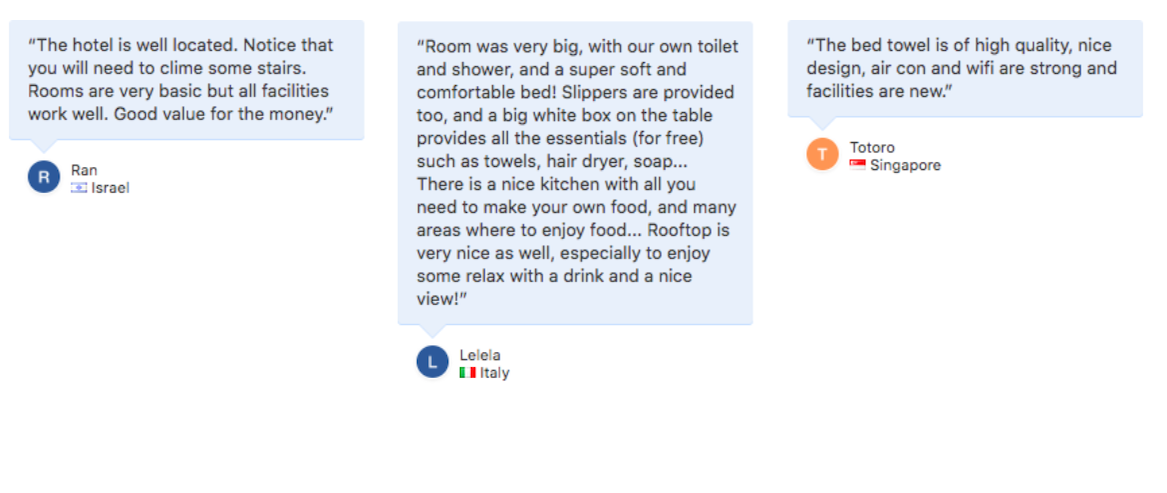 “The hotel is well located. Notice that
you will need to clime some stairs.
Rooms are very basic but all facilities
work well. Good value for the money.”
R
Ran
Israel
“Room was very big, with our own toilet
and shower, and a super soft and
comfortable bed! Slippers are provided
too, and a big white box on the table
provides all the essentials (for free)
such as towels, hair dryer, soap...
There is a nice kitchen with all you
need to make your own food, and many
areas where to enjoy food... Rooftop is
very nice as well, especially to enjoy
some relax with a drink and a nice
view!”
L
Lelela
Italy
“The bed towel is of high quality, nice
design, air con and wifi are strong and
facilities are new.”
T
Totoro
Singapore